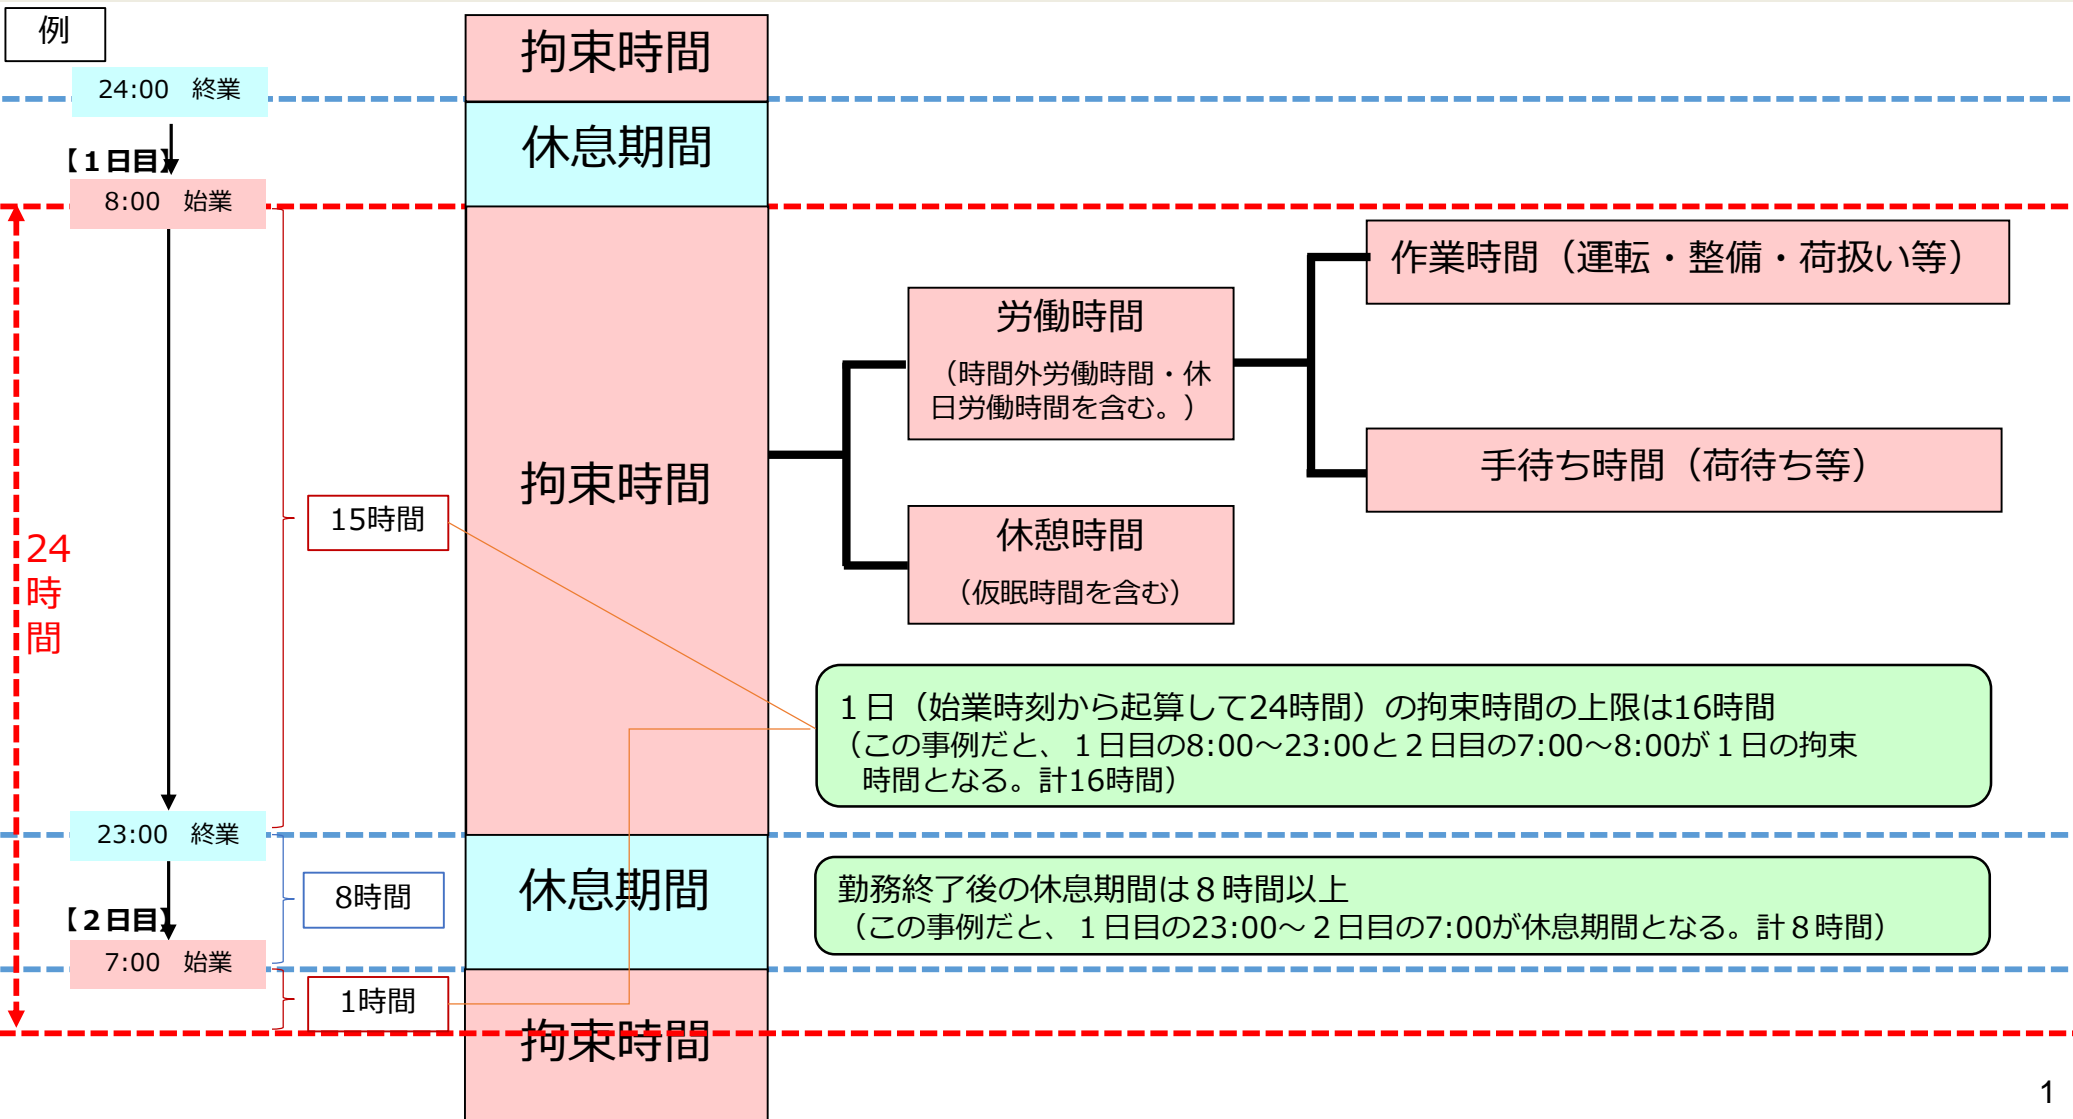 例
拘束時間
24:00　終業
休息期間
【１日目】
8:00　始業
作業時間（運転・整備・荷扱い等）
労働時間
（時間外労働時間・休
日労働時間を含む。）
手待ち時間（荷待ち等）
拘束時間
15時間
休憩時間
（仮眠時間を含む）
24
時
間
１日（始業時刻から起算して24時間）の拘束時間の上限は16時間
（この事例だと、１日目の8:00～23:00と２日目の7:00～8:00が１日の拘束
時間となる。計16時間）
23:00　終業
休息期間
8時間
勤務終了後の休息期間は８時間以上
（この事例だと、１日目の23:00～２日目の7:00が休息期間となる。計８時間）
【２日目】
7:00　始業
1時間
拘束時間
1